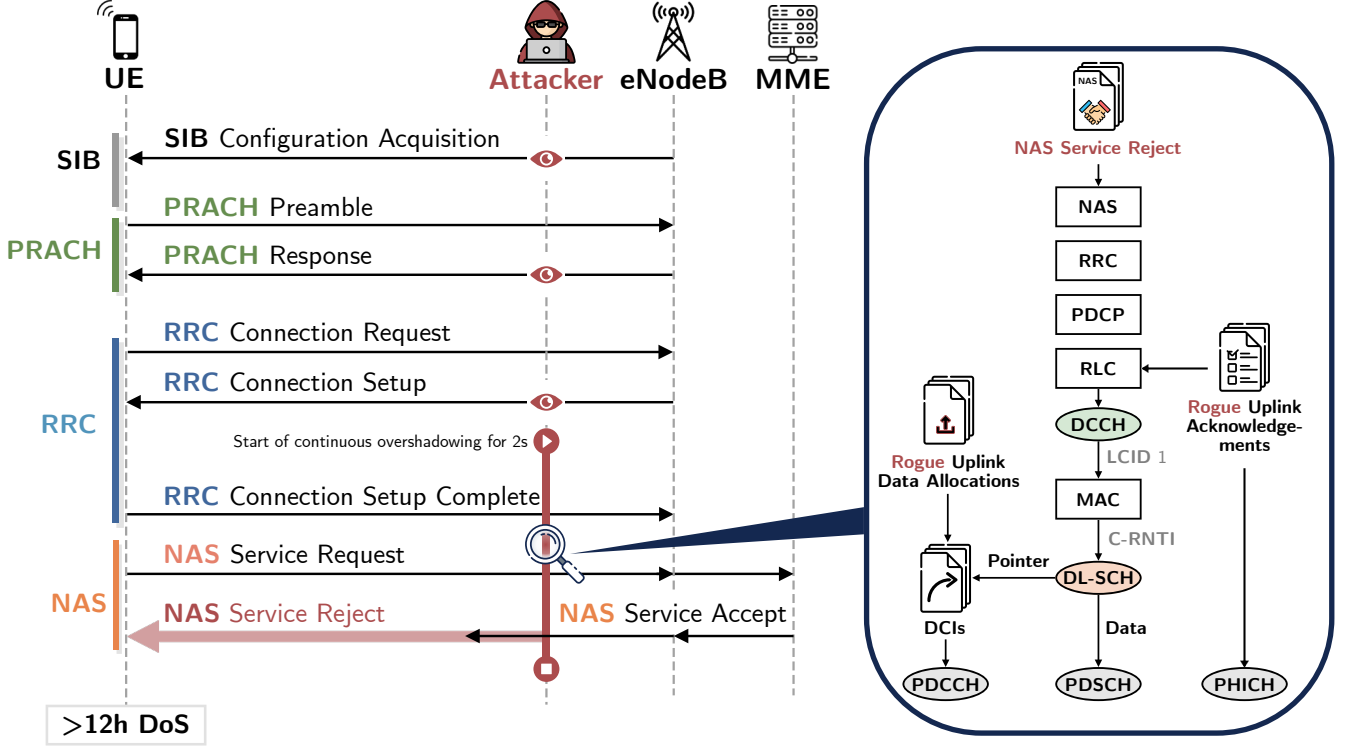 UE
Attacker
eNodeB
MME
SIB
SIB Configuration Acquisition
PRACH
PRACH Preamble
PRACH Response
RRC
RRC Connection Request
RRC Connection Setup
Start of continuous overshadowing for 2s
RRC Connection Setup Complete
NAS
NAS Service Request
NAS Service Reject
NAS Service Accept
>12h DoS
NAS
NAS Service Reject
NAS
RRC
PDCP
RLC
Rogue Uplink
Acknowledge-
ments
DCCH
LCID 1
Rogue Uplink
Data Allocations
MAC
C-RNTI
Pointer
DL-SCH
DCIs
Data
PDCCH
PDSCH
PHICH